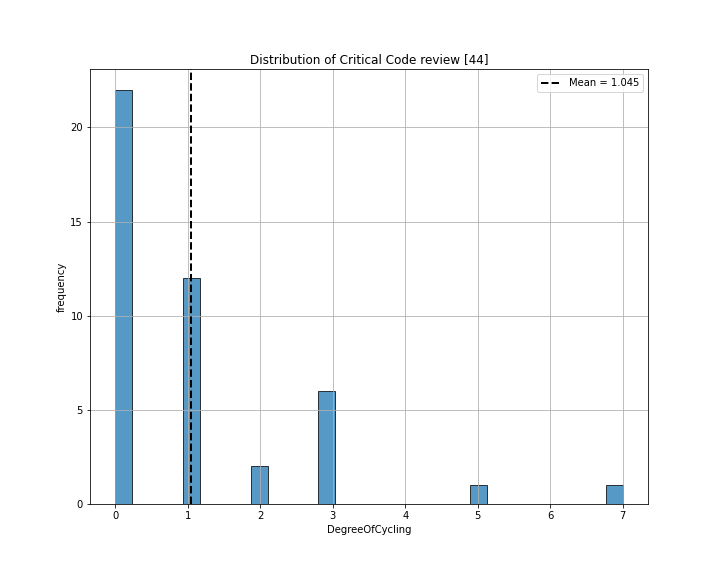 Distribution of Critical Code review [44]
Mean = 1.045
frequency
20
15
10
5
0
0 1 2 3 4 5 6 7
DegreeOfCycling